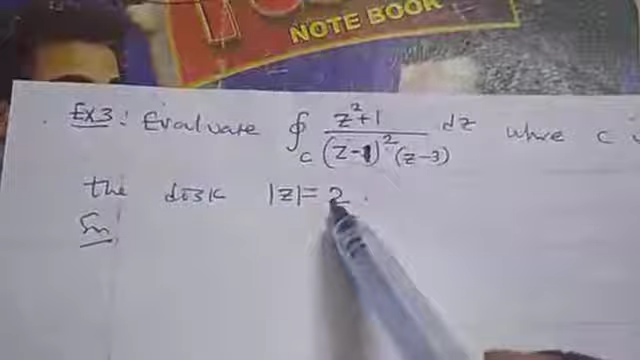 NOTE BOOK
Ex3: Evaluate ∮_C (z²+1)/((z-1)²(z-3)) dz where C
the disk |z|=2.
Sn